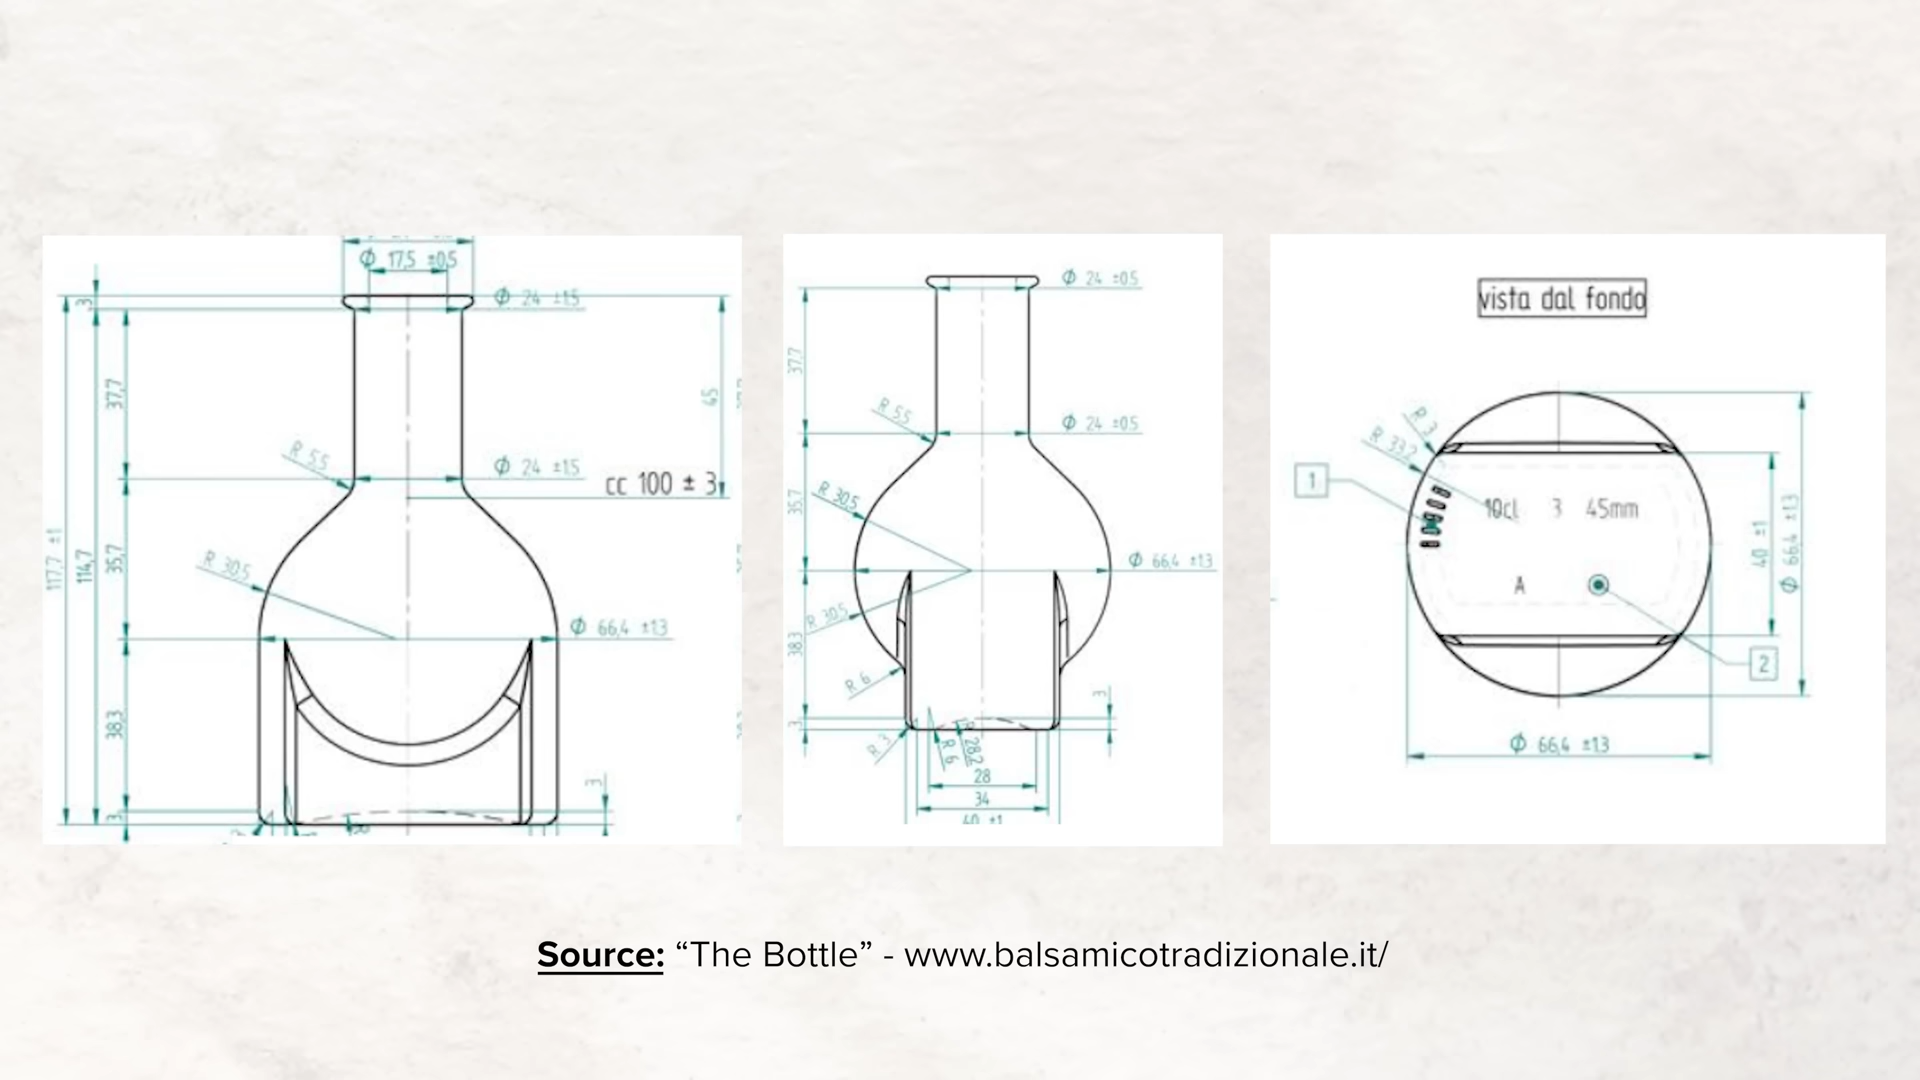 Φ 17,5 ±0,5
3
Φ 24 ±1.5
37,7
45
R 5.5
Φ 24 ±1.5
cc 100 ± 3
117,7 ±1
114,7
35,7
R 30.5
Φ 66,4 ±1.3
38.3
3
3
Φ 24 ±0.5
37,7
R 5.5
Φ 24 ±0.5
R 30.5
35.7
Φ 66,4 ±1.3
R 30.5
38.3
R 6
3
3
R 3
R 6
R 28.2
28
34
40 ±1
vista dal fondo
R 3
R 33.2
1
10cl 3 45mm
A
40 ±1
Φ 66,4 ±1.3
2
Φ 66,4 ±1.3
Source: “The Bottle” - www.balsamicotradizionale.it/